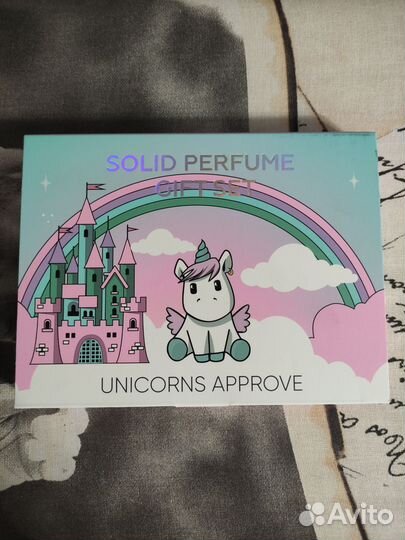 SOLID PERFUME
GIFT SET
UNICORNS APPROVE
Avito